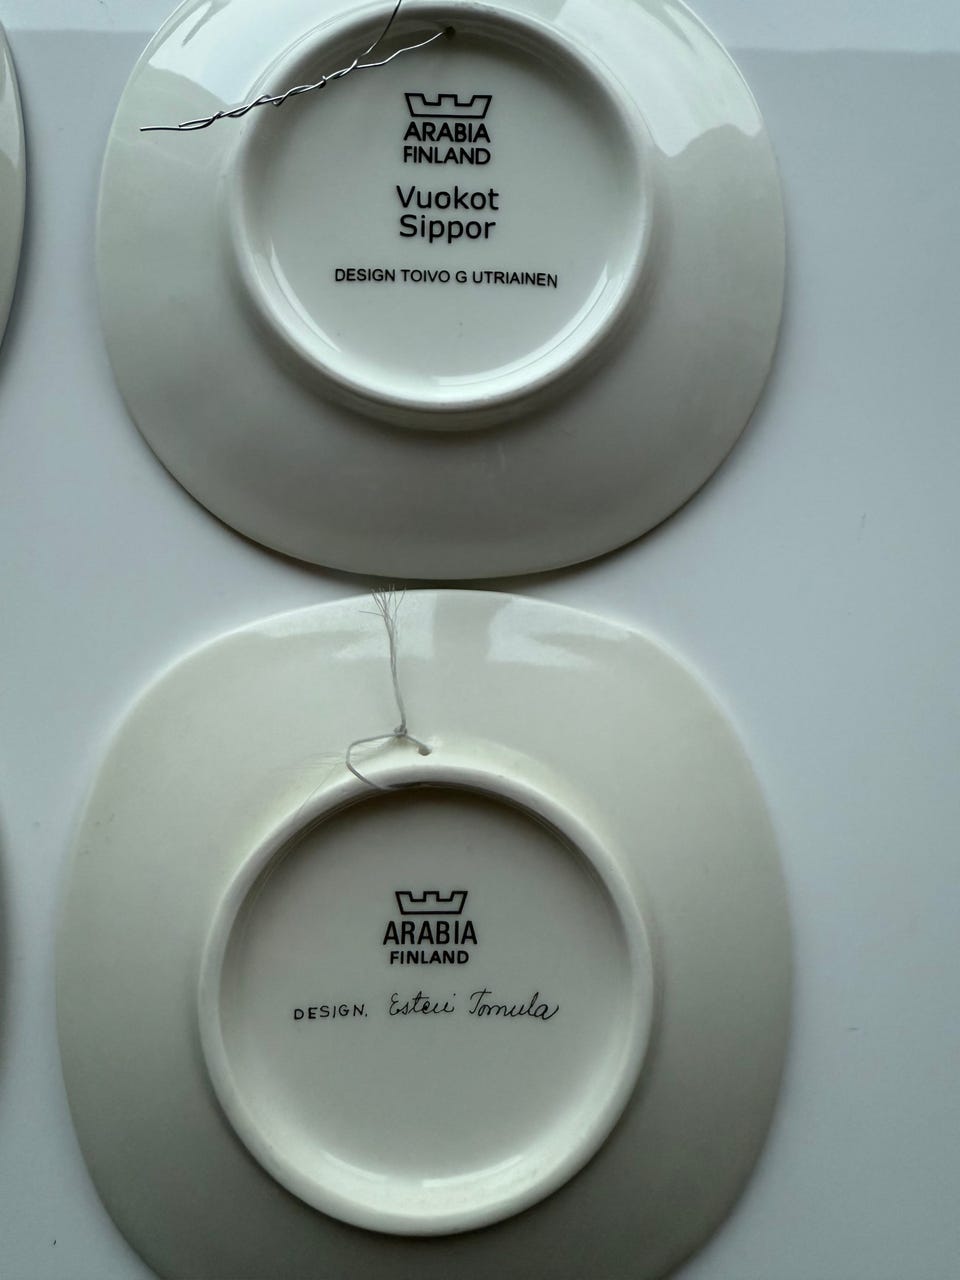 ARABIA
FINLAND
Vuokot
Sippor
DESIGN TOIVO G UTRIAINEN
ARABIA
FINLAND
DESIGN. Esteri Tomula